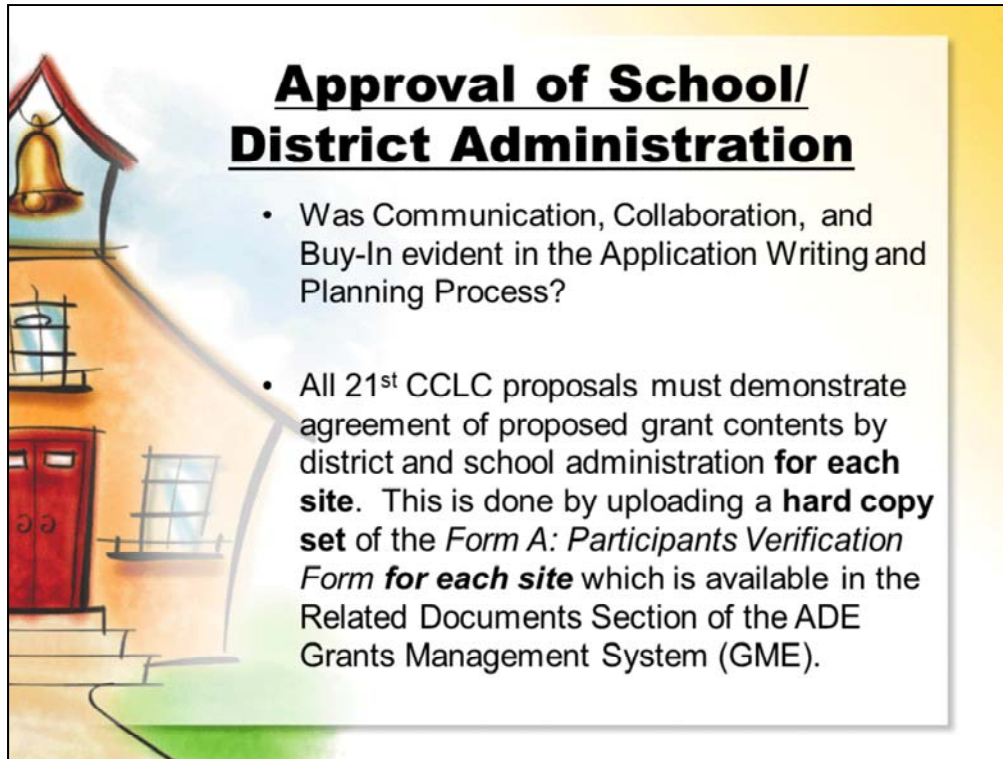 Approval of School/
District Administration
• Was Communication, Collaboration, and
Buy-In evident in the Application Writing and
Planning Process?
• All 21st CCLC proposals must demonstrate
agreement of proposed grant contents by
district and school administration for each
site. This is done by uploading a hard copy
set of the Form A: Participants Verification
Form for each site which is available in the
Related Documents Section of the ADE
Grants Management System (GME).